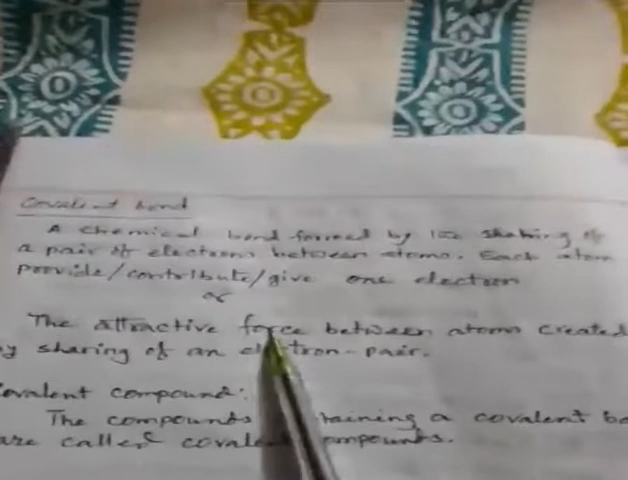 Covalent bond
A chemical bond formed by the sharing of
a pair of electrons between atoms. Each atom
provide/contribute/give one electron
or
The attractive force between atoms created
by sharing of an electron-pair.
covalent compound:
The compounds a covalent
are called covalent compounds.